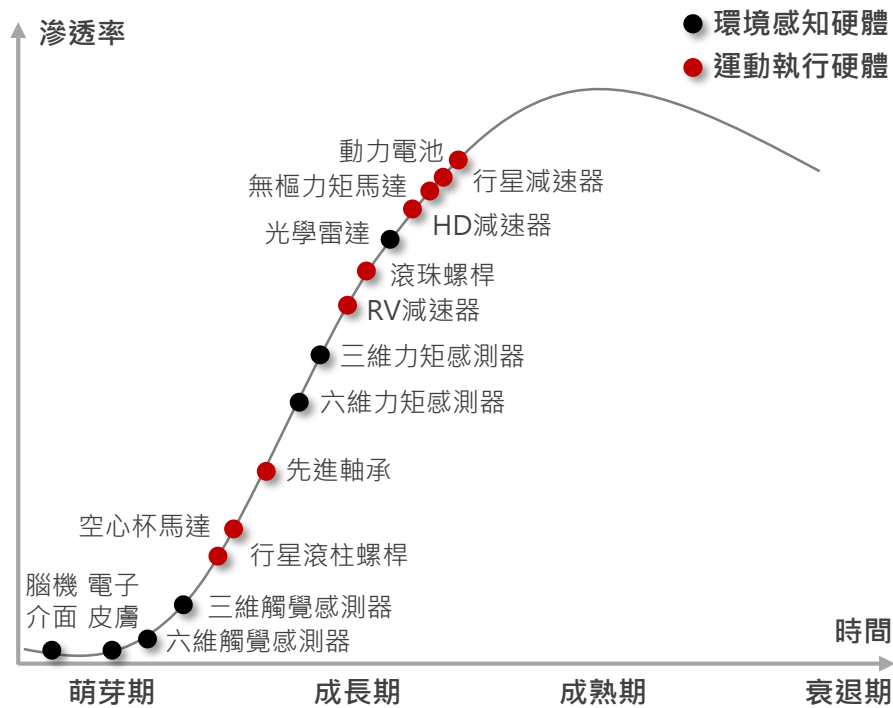 滲透率
環境感知硬體
運動執行硬體
動力電池
行星減速器
無樞力矩馬達
HD減速器
光學雷達
滾珠螺桿
RV減速器
三維力矩感測器
六維力矩感測器
先進軸承
空心杯馬達
行星滾柱螺桿
腦機 電子
介面 皮膚
三維觸覺感測器
六維觸覺感測器
時間
萌芽期 成長期 成熟期 衰退期